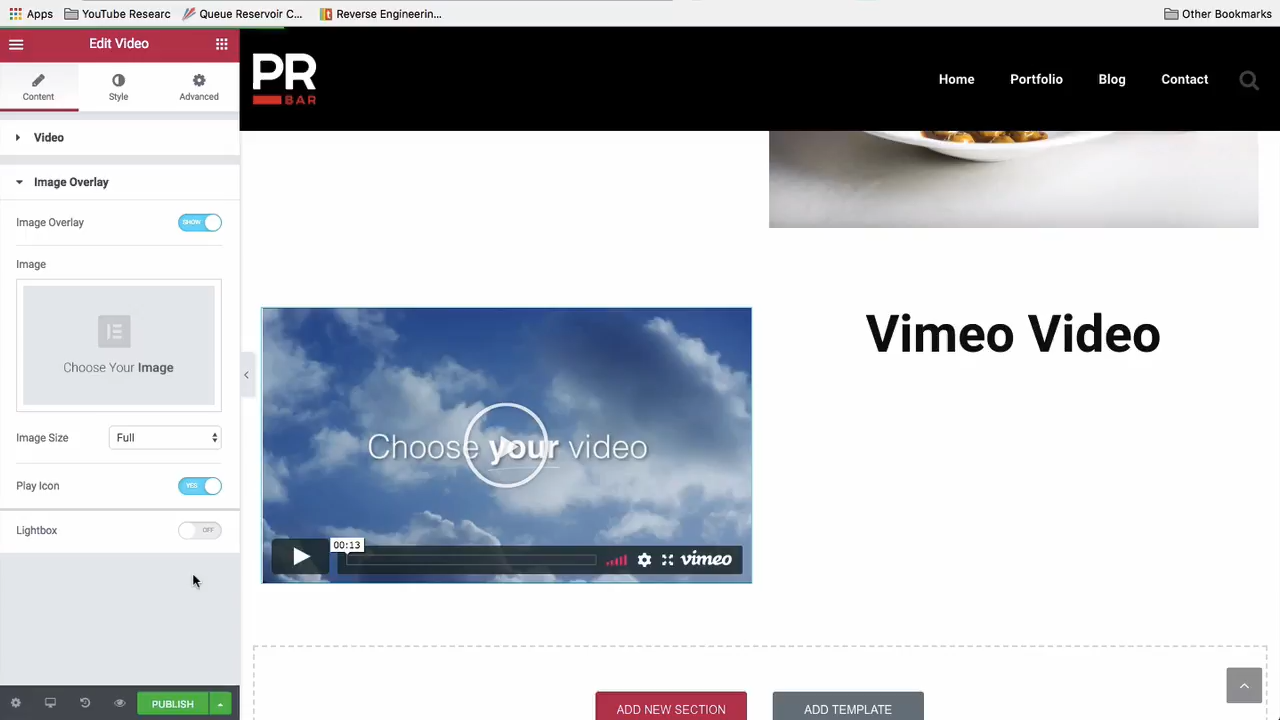 Apps
YouTube Researc
Queue Reservoir C...
Reverse Engineerin...
Other Bookmarks
Edit Video
Content
Style
Advanced
Video
Image Overlay
Image Overlay
SHOW
Image
Choose Your Image
Image Size
Full
Play Icon
YES
Lightbox
OFF
PUBLISH
PR
BAR
Home
Portfolio
Blog
Contact
Vimeo Video
Choose your video
00:13
vimeo
ADD NEW SECTION
ADD TEMPLATE